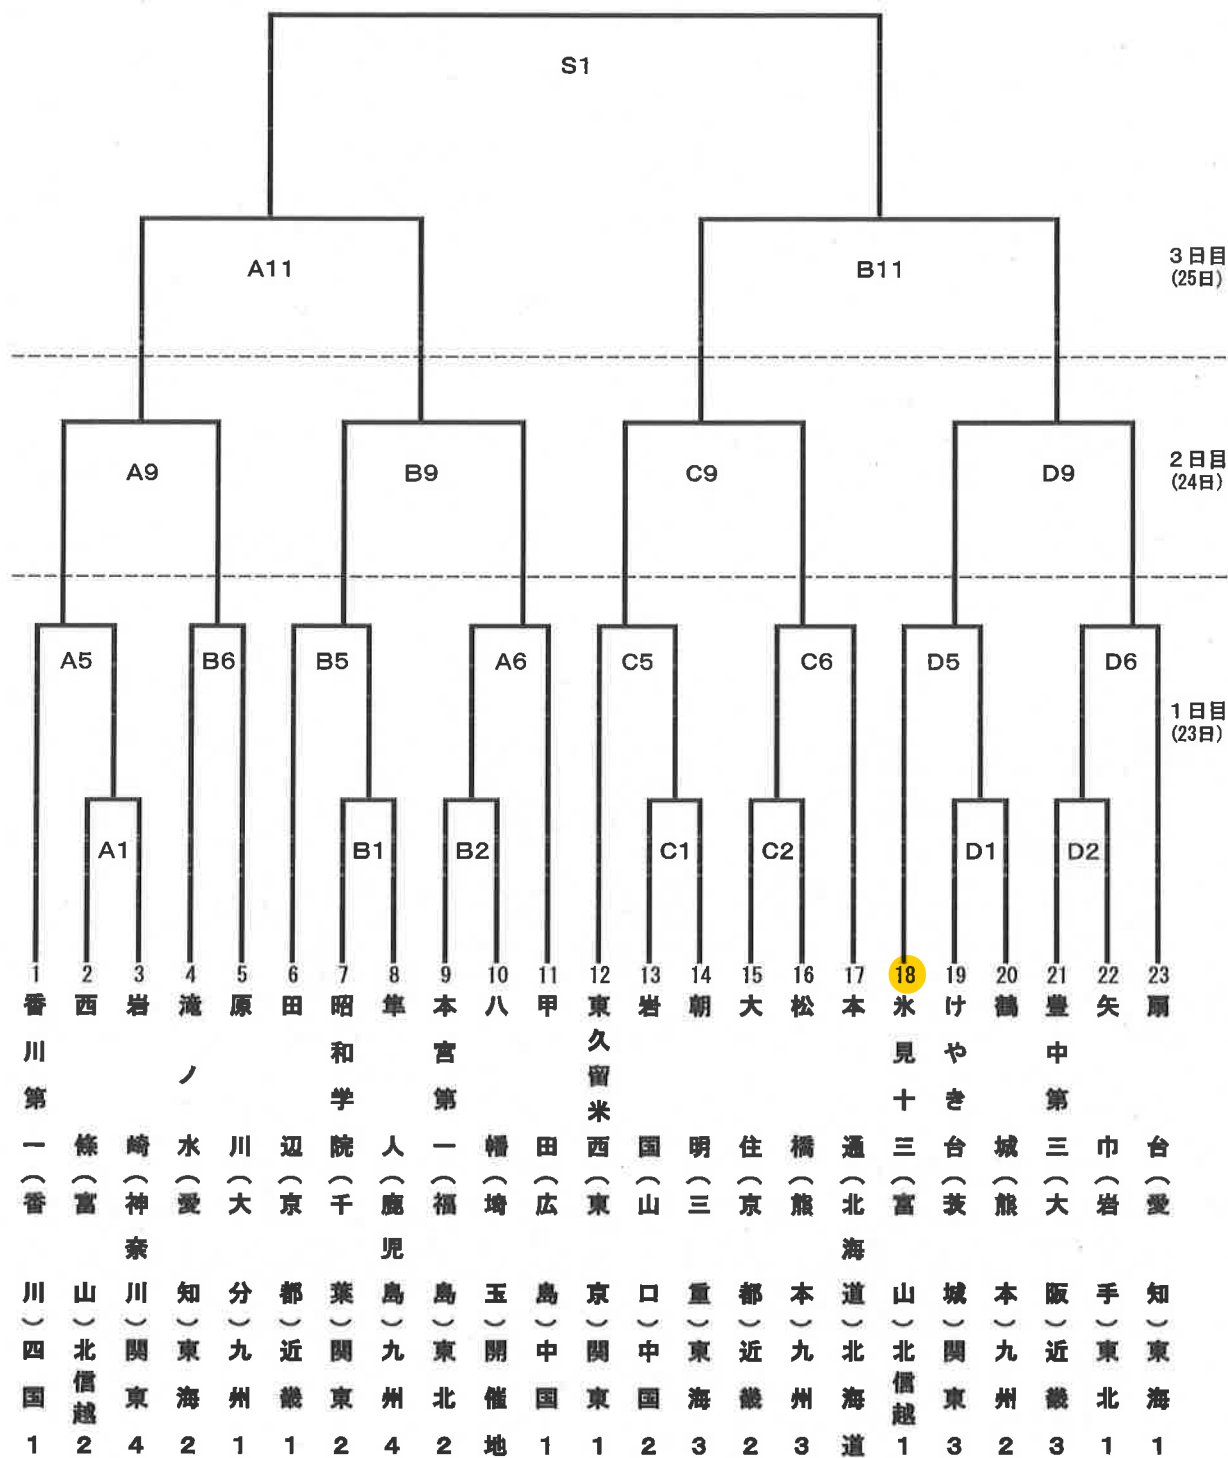 S1
A11
B11
3日目
(25日)
A9
B9
C9
D9
2日目
(24日)
A5
B6
B5
A6
C5
C6
D5
D6
1日目
(23日)
A1
B1
B2
C1
C2
D1
D2
1 香川第一(香川)四国1
2 西條(富山)北信越2
3 岩崎(神奈川)関東4
4 滝ノ水(愛知)東海2
5 原川(大分)九州1
6 田辺(京都)近畿1
7 昭和学院(千葉)関東2
8 隼人(鹿児島)九州4
9 本宮第一(福島)東北2
10 八幡(埼玉)開催地
11 甲田(広島)中国1
12 東久留米西(東京)関東1
13 岩国(山口)中国2
14 朝明(三重)東海3
15 大住(京都)近畿2
16 松橋(熊本)九州3
17 本通(北海道)北海道
18 氷見十三(富山)北信越1
19 けやき台(茨城)関東3
20 鶴城(熊本)九州2
21 豊中第三(大阪)近畿3
22 矢巾(岩手)東北1
23 扇台(愛知)東海1